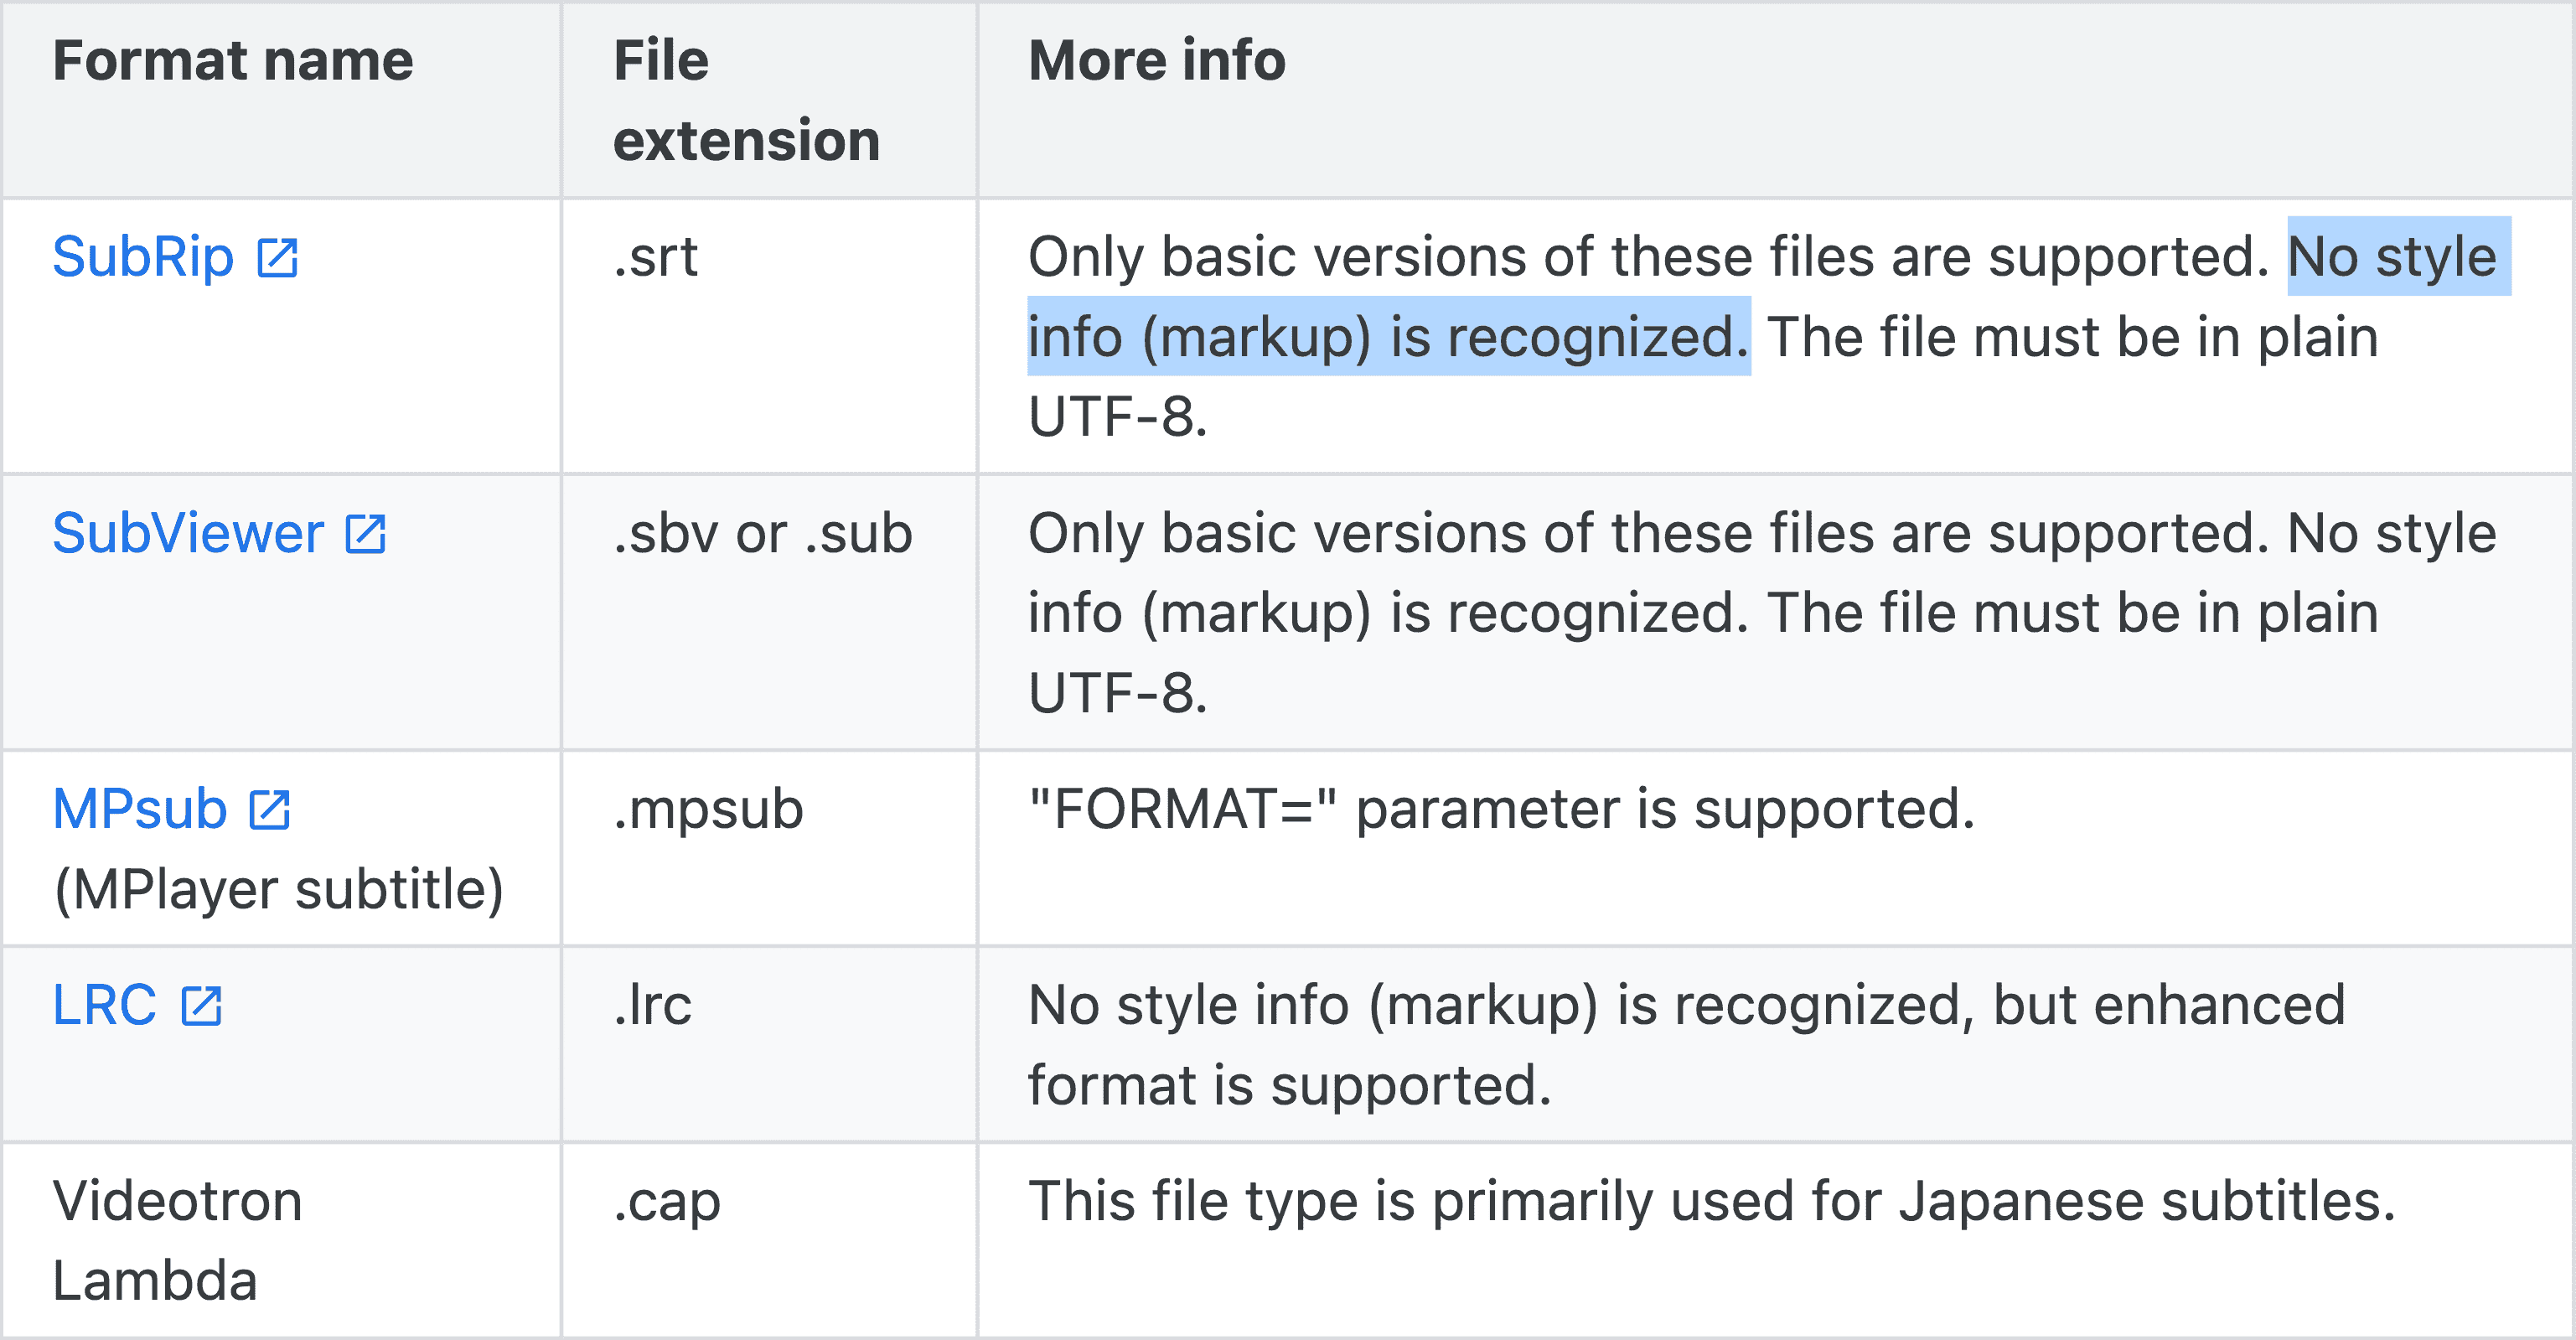 Format name
File
extension
More info
SubRip
.srt
Only basic versions of these files are supported. No style
info (markup) is recognized. The file must be in plain
UTF-8.
SubViewer
.sbv or .sub
Only basic versions of these files are supported. No style
info (markup) is recognized. The file must be in plain
UTF-8.
MPsub
(MPlayer subtitle)
.mpsub
"FORMAT=" parameter is supported.
LRC
.lrc
No style info (markup) is recognized, but enhanced
format is supported.
Videotron
Lambda
.cap
This file type is primarily used for Japanese subtitles.